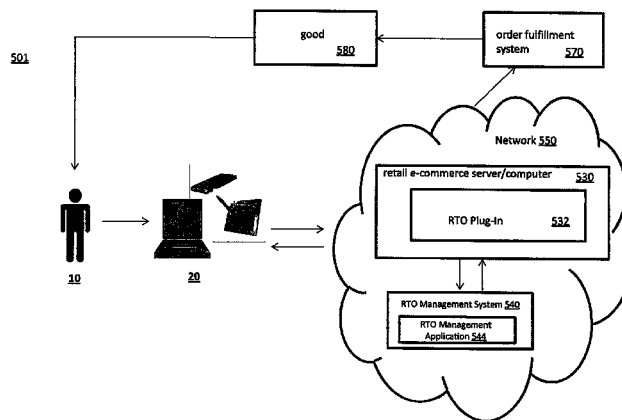 good
580
order fulfillment
system 570
501
Network 550
retail e-commerce server/computer 530
RTO Plug-In 532
10
20
RTO Management System 540
RTO Management
Application 544